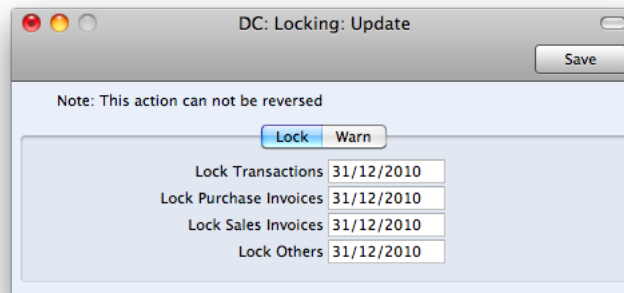 DC: Locking: Update
Save
Note: This action can not be reversed
Lock Warn
Lock Transactions 31/12/2010
Lock Purchase Invoices 31/12/2010
Lock Sales Invoices 31/12/2010
Lock Others 31/12/2010